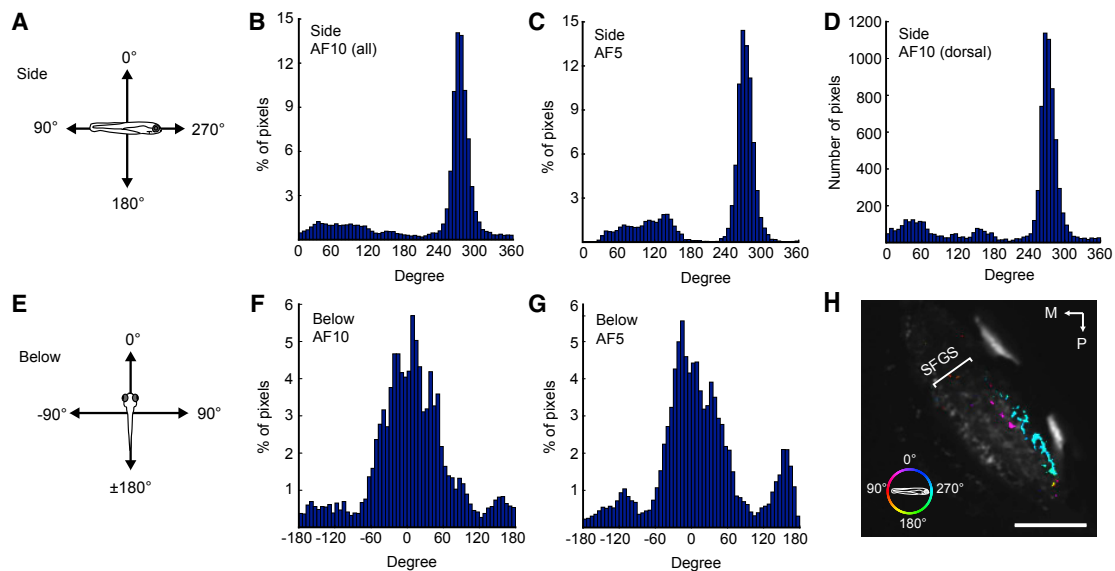 A
Side
0°
90°
270°
180°
B
Side
AF10 (all)
15
12
9
6
3
% of pixels
0 60 120 180 240 300 360
Degree
C
Side
AF5
15
12
9
6
3
% of pixels
0 60 120 180 240 300 360
Degree
D
Side
AF10 (dorsal)
1200
1000
800
600
400
200
0
Number of pixels
0 60 120 180 240 300 360
Degree
E
Below
0°
-90°
90°
±180°
F
Below
AF10
6
5
4
3
2
1
% of pixels
-180 -120 -60 0 60 120 180
Degree
G
Below
AF5
6
5
4
3
2
1
% of pixels
-180 -120 -60 0 60 120 180
Degree
H
M
P
SFGS
0°
90°
270°
180°